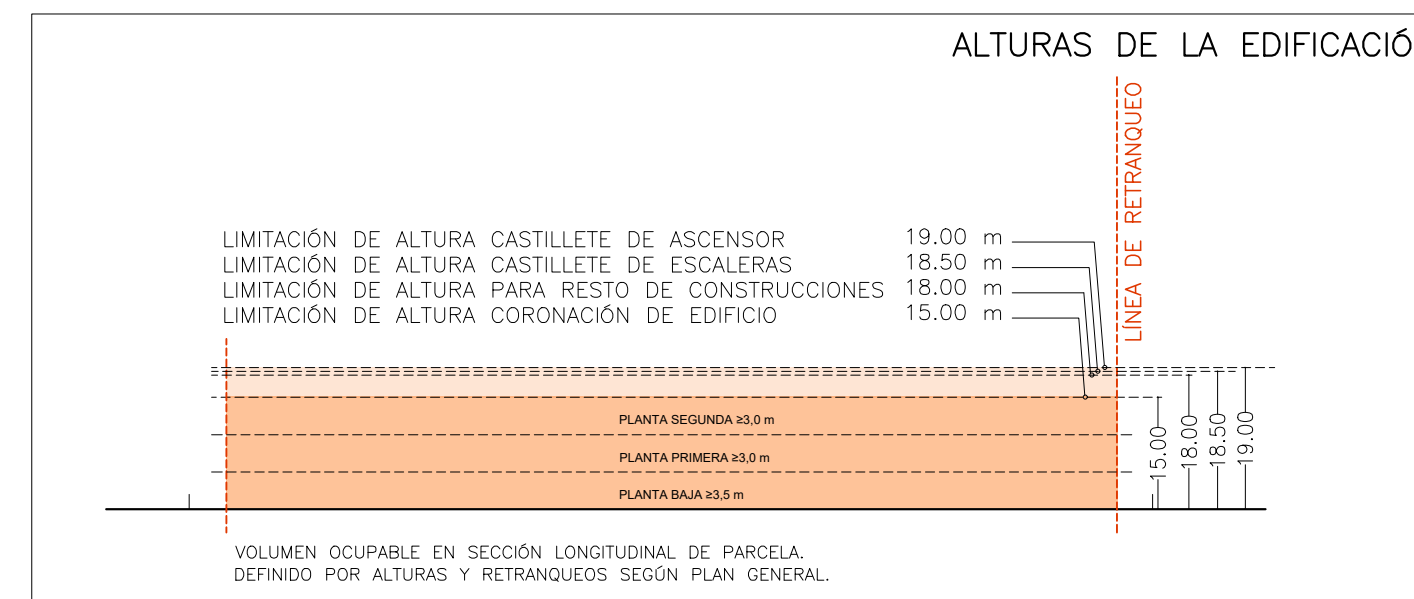 ALTURAS DE LA EDIFICACIÓ
LÍNEA DE RETRANQUEO
LIMITACIÓN DE ALTURA CASTILLETE DE ASCENSOR 19.00 m
LIMITACIÓN DE ALTURA CASTILLETE DE ESCALERAS 18.50 m
LIMITACIÓN DE ALTURA PARA RESTO DE CONSTRUCCIONES 18.00 m
LIMITACIÓN DE ALTURA CORONACIÓN DE EDIFICIO 15.00 m
PLANTA SEGUNDA ≥3,0 m
PLANTA PRIMERA ≥3,0 m
PLANTA BAJA ≥3,5 m
15.00
18.00
18.50
19.00
VOLUMEN OCUPABLE EN SECCIÓN LONGITUDINAL DE PARCELA.
DEFINIDO POR ALTURAS Y RETRANQUEOS SEGÚN PLAN GENERAL.